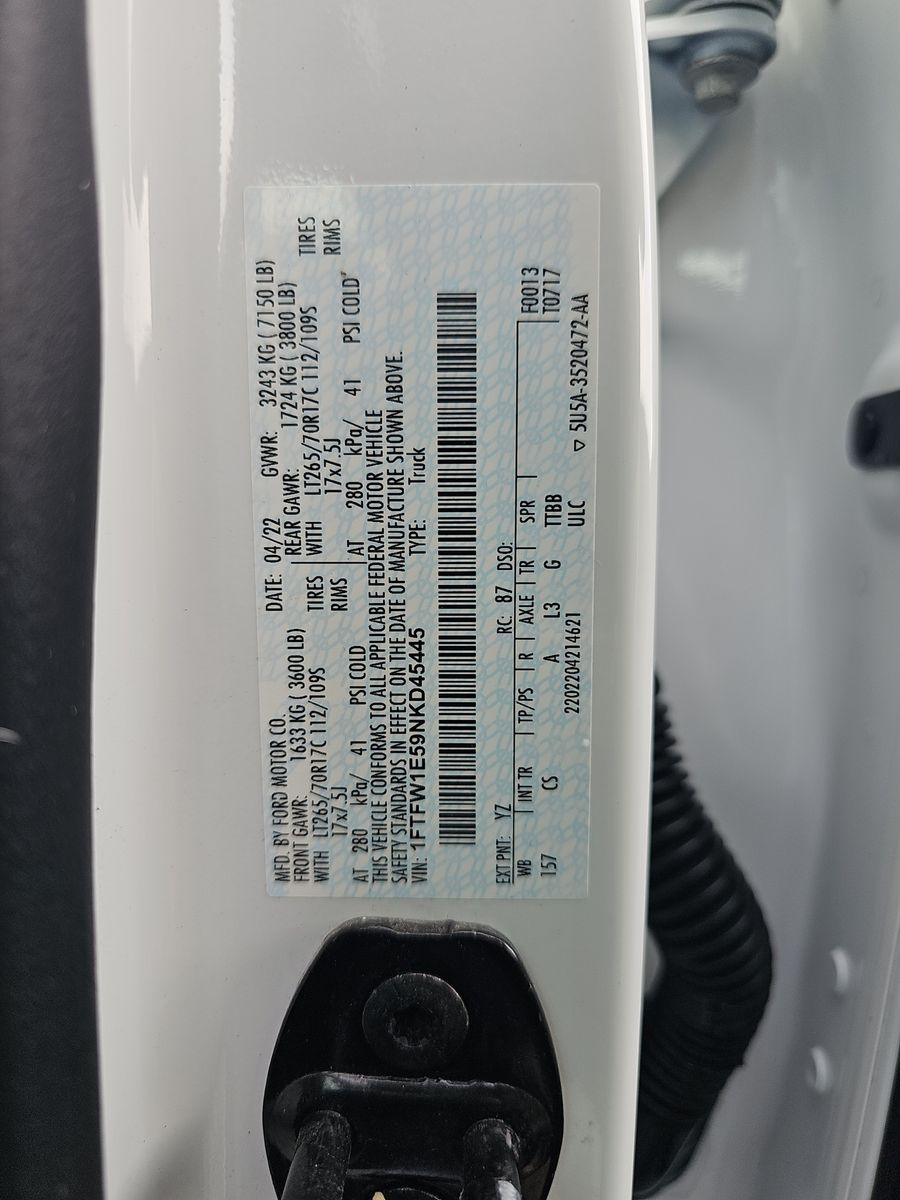 MFD. BY FORD MOTOR CO. DATE: 04/22 GVWR: 3243 KG ( 7150 LB)
FRONT GAWR: 1633 KG ( 3600 LB) REAR GAWR: 1724 KG ( 3800 LB)
WITH LT265/70R17C 112/109S TIRES WITH LT265/70R17C 112/109S TIRES
17x7.5J RIMS 17x7.5J RIMS
AT 280 kPa/ 41 PSI COLD AT 280 kPa/ 41 PSI COLD
THIS VEHICLE CONFORMS TO ALL APPLICABLE FEDERAL MOTOR VEHICLE
SAFETY STANDARDS IN EFFECT ON THE DATE OF MANUFACTURE SHOWN ABOVE.
VIN: 1FTFW1E59NKD45445 TYPE: Truck
EXT PNT: YZ RC: 87 DSO: F0013
WB INT TR TP/PS R AXLE TR SPR T0717
157 CS A L3 G TTBB
2202204214621 ULC 5U5A-3520472-AA